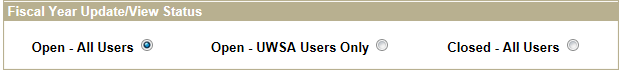 Fiscal Year Update/View Status
Open - All Users Open - UWSA Users Only Closed - All Users